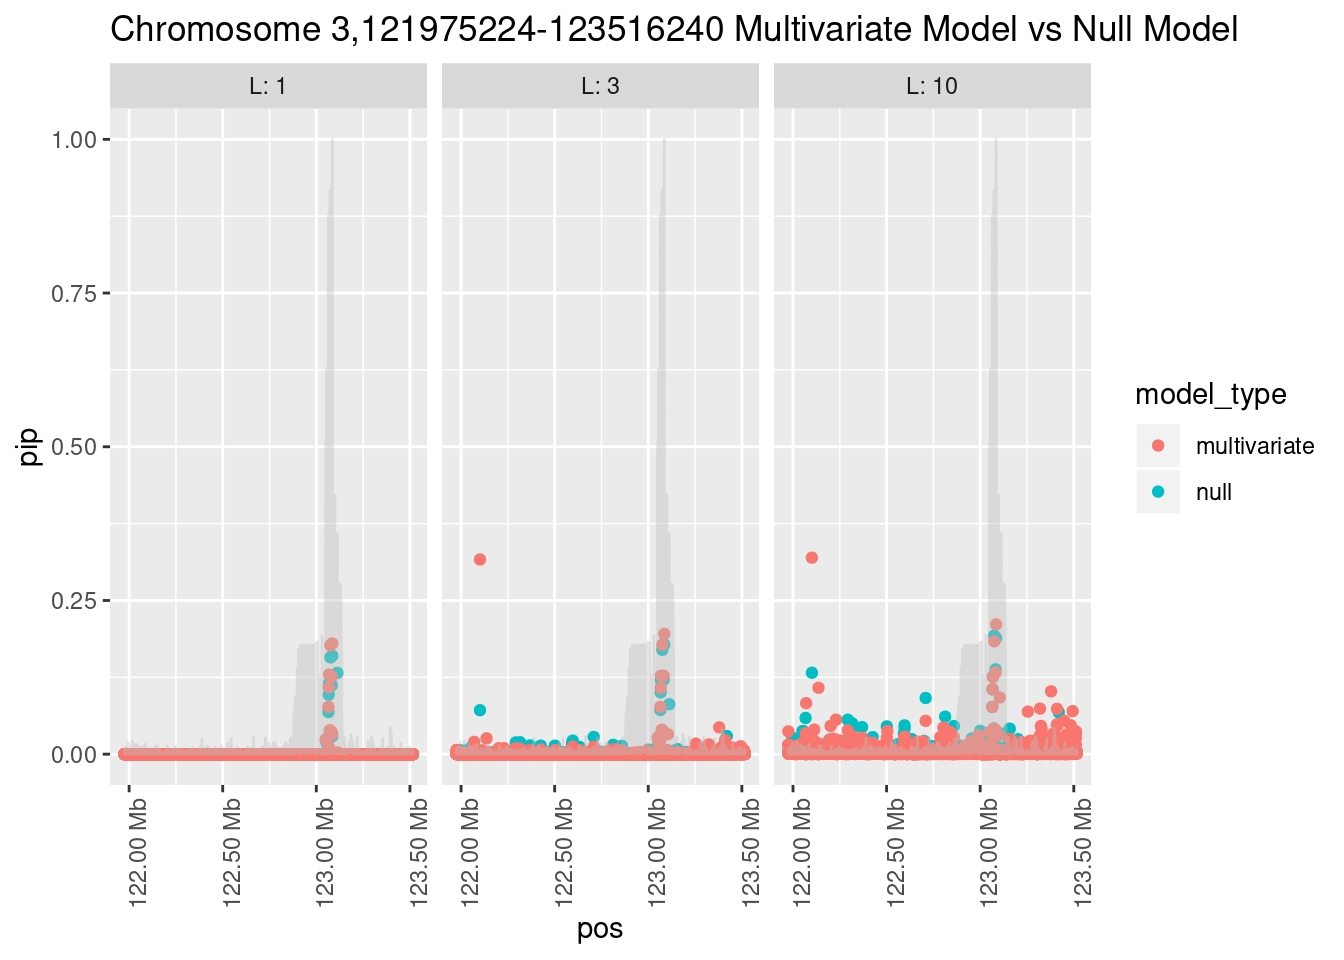 Chromosome 3,121975224-123516240 Multivariate Model vs Null Model
L: 1
L: 3
L: 10
1.00
0.75
0.50
0.25
0.00
pip
122.00 Mb
122.50 Mb
123.00 Mb
123.50 Mb
122.00 Mb
122.50 Mb
123.00 Mb
123.50 Mb
122.00 Mb
122.50 Mb
123.00 Mb
123.50 Mb
pos
model_type
multivariate
null